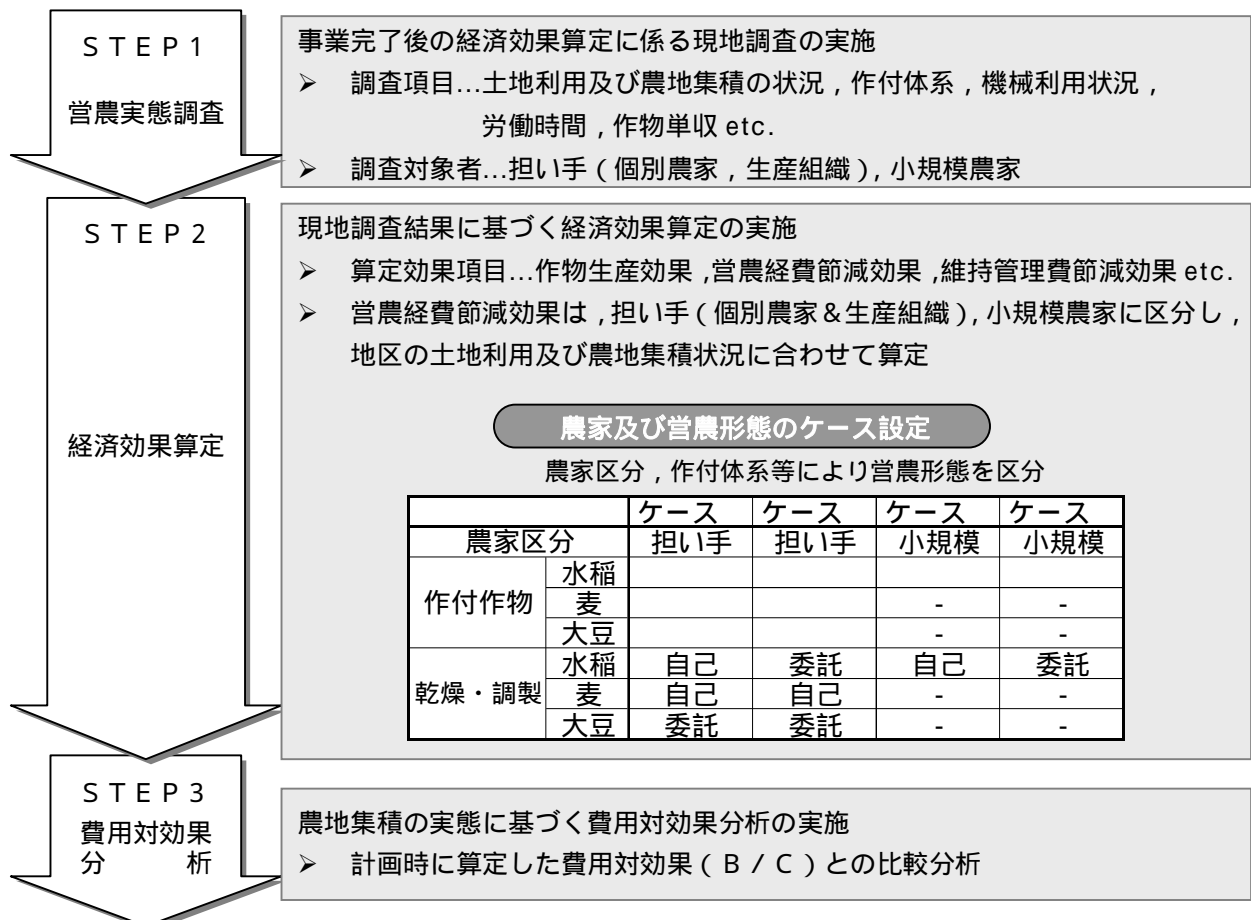 STEP1
営農実態調査
事業完了後の経済効果算定に係る現地調査の実施
➢ 調査項目…土地利用及び農地集積の状況，作付体系，機械利用状況，
労働時間，作物単収 etc.
➢ 調査対象者…担い手（個別農家，生産組織），小規模農家
STEP2
経済効果算定
現地調査結果に基づく経済効果算定の実施
➢ 算定効果項目…作物生産効果，営農経費節減効果，維持管理費節減効果 etc.
➢ 営農経費節減効果は，担い手（個別農家＆生産組織），小規模農家に区分し，
地区の土地利用及び農地集積状況に合わせて算定
農家及び営農形態のケース設定
農家区分，作付体系等により営農形態を区分
ケース ケース ケース ケース
農家区分 担い手 担い手 小規模 小規模
作付作物 水稲
麦 - -
大豆 - -
乾燥・調製 水稲 自己 委託 自己 委託
麦 自己 自己 - -
大豆 委託 委託 - -
STEP3
費用対効果
分 析
農地集積の実態に基づく費用対効果分析の実施
➢ 計画時に算定した費用対効果（B／C）との比較分析